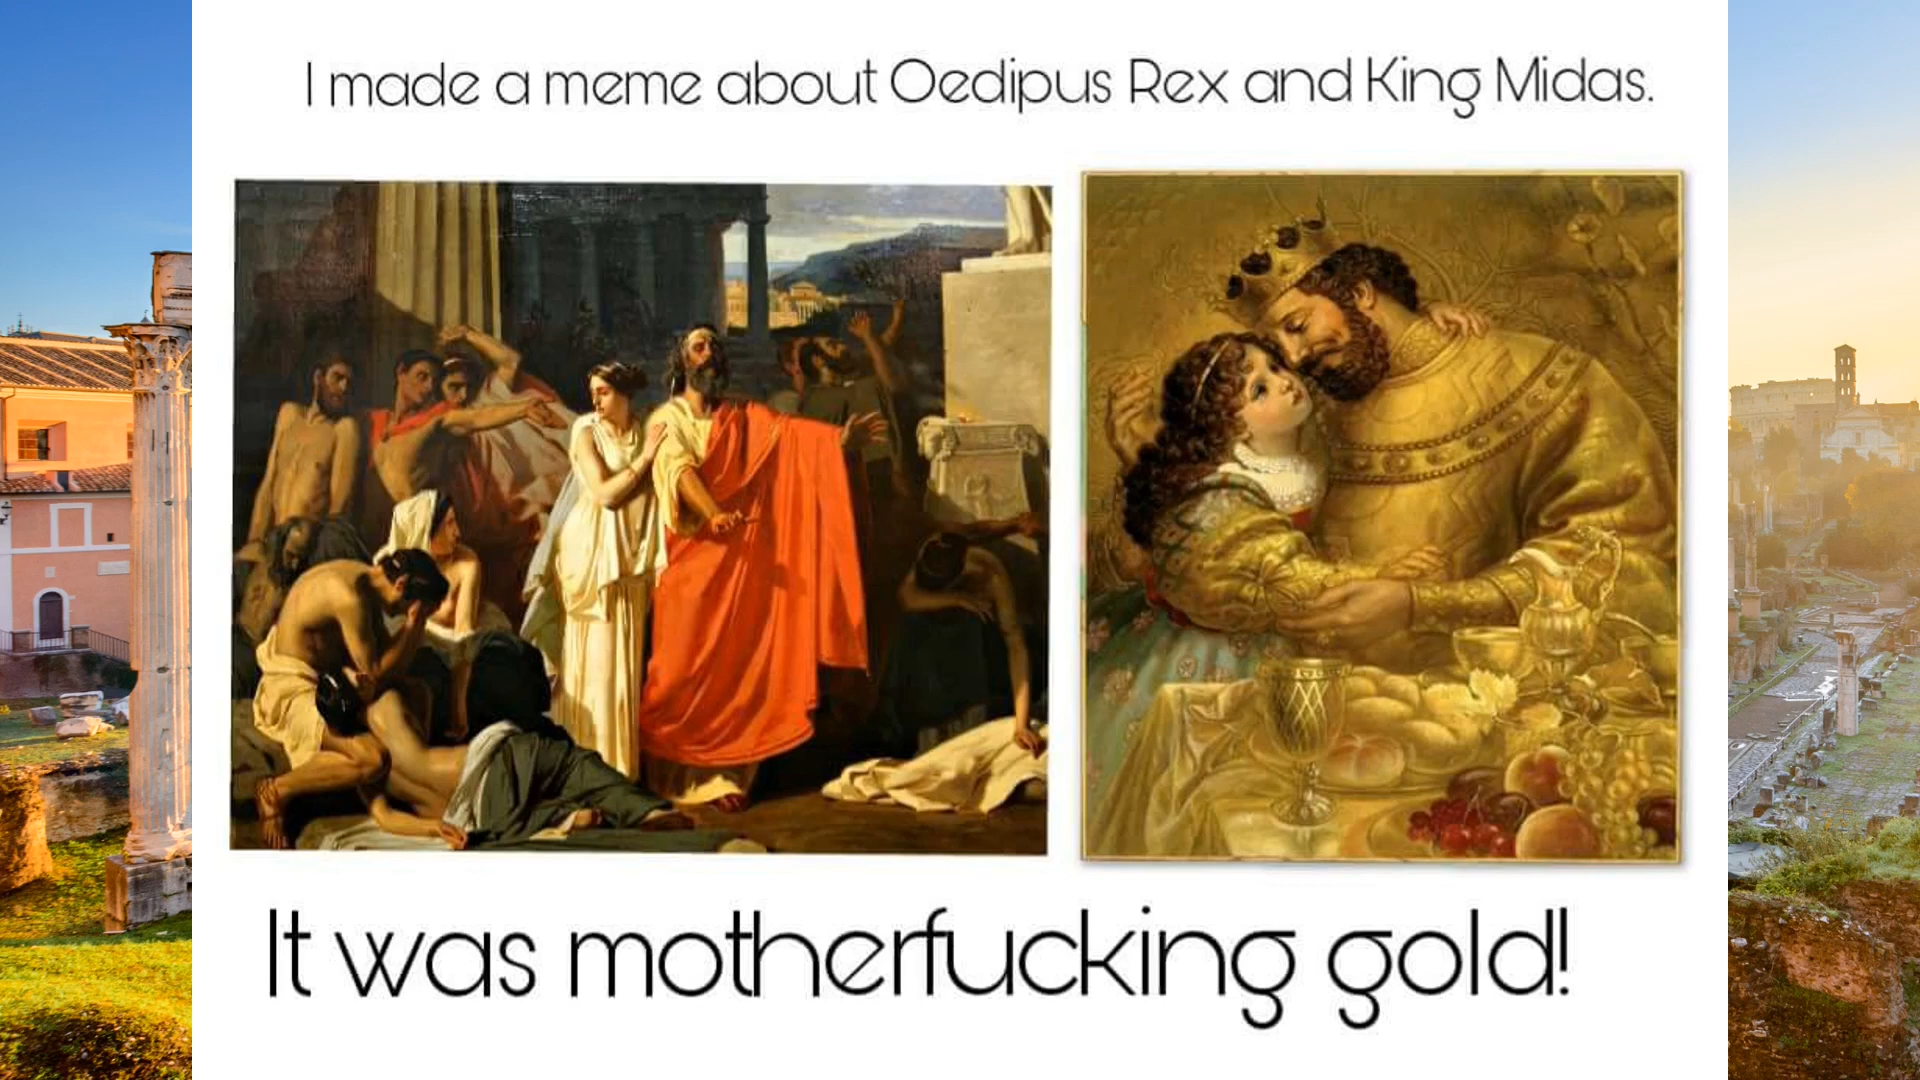 I made a meme about Oedipus Rex and King Midas.
It was motherfucking gold!